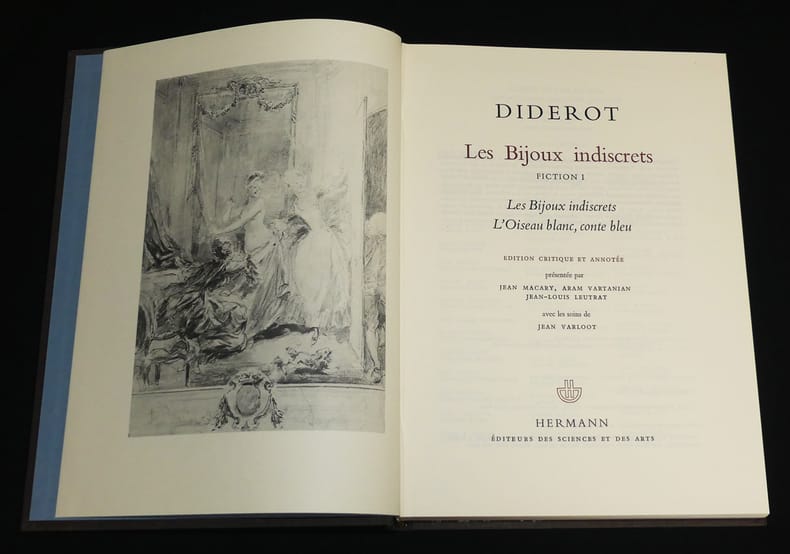 DIDEROT
Les Bijoux indiscrets
FICTION I
Les Bijoux indiscrets
L'Oiseau blanc, conte bleu
EDITION CRITIQUE ET ANNOTÉE
présentée par
JEAN MACARY, ARAM VARTANIAN
JEAN-LOUIS LEUTRAT
avec les soins de
JEAN VARLOOT
HERMANN
ÉDITEURS DES SCIENCES ET DES ARTS